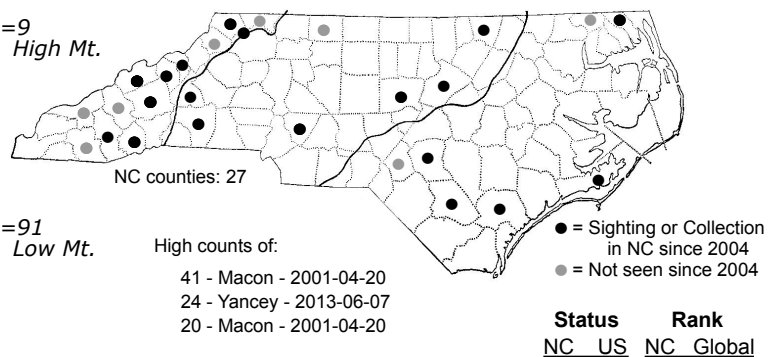 =9
High Mt.
NC counties: 27
=91
Low Mt.
High counts of:
41 - Macon - 2001-04-20
24 - Yancey - 2013-06-07
20 - Macon - 2001-04-20
● = Sighting or Collection
in NC since 2004
● = Not seen since 2004
Status Rank
NC US NC Global